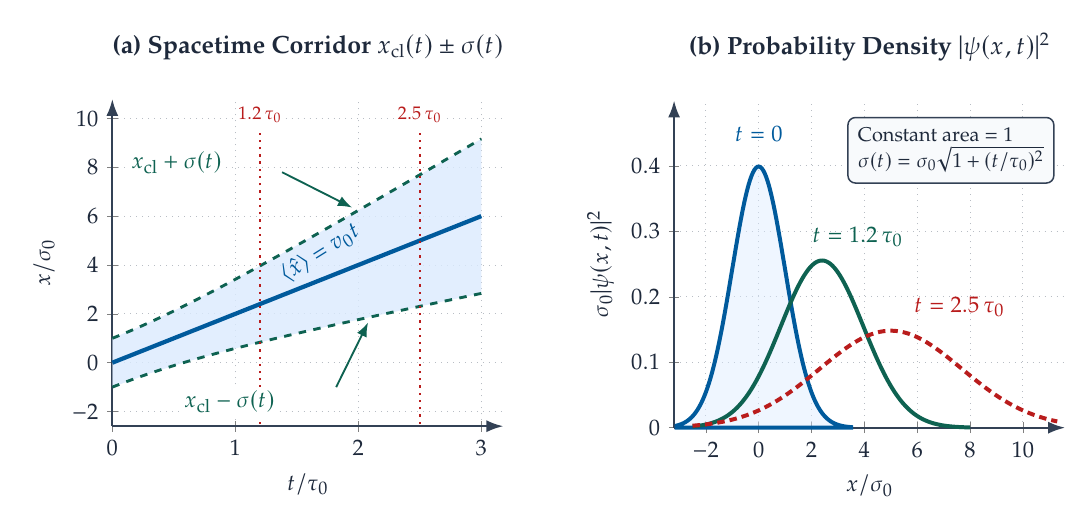 (a) Spacetime Corridor x_cl(t) ± σ(t)
x/σ₀
10
8
6
4
2
0
−2
1.2 τ₀
2.5 τ₀
x_cl + σ(t)
⟨x̂⟩ = v₀t
x_cl − σ(t)
0
1
2
3
t/τ₀
(b) Probability Density |ψ(x, t)|²
σ₀|ψ(x, t)|²
0.4
0.3
0.2
0.1
0
t = 0
Constant area = 1
σ(t) = σ₀√1 + (t/τ₀)²
t = 1.2 τ₀
t = 2.5 τ₀
−2
0
2
4
6
8
10
x/σ₀